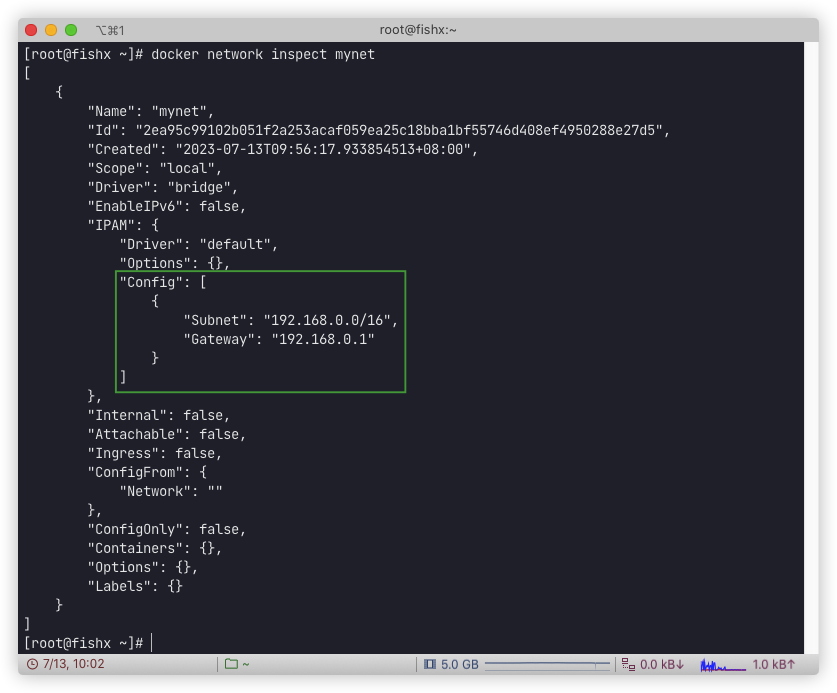 ⌥⌘1 root@fishx:~
[root@fishx ~]# docker network inspect mynet
[
    {
        "Name": "mynet",
        "Id": "2ea95c99102b051f2a253acaf059ea25c18bba1bf55746d408ef4950288e27d5",
        "Created": "2023-07-13T09:56:17.933854513+08:00",
        "Scope": "local",
        "Driver": "bridge",
        "EnableIPv6": false,
        "IPAM": {
            "Driver": "default",
            "Options": {},
            "Config": [
                {
                    "Subnet": "192.168.0.0/16",
                    "Gateway": "192.168.0.1"
                }
            ]
        },
        "Internal": false,
        "Attachable": false,
        "Ingress": false,
        "ConfigFrom": {
            "Network": ""
        },
        "ConfigOnly": false,
        "Containers": {},
        "Options": {},
        "Labels": {}
    }
]
[root@fishx ~]#
7/13, 10:02 ~ 5.0 GB 0.0 kB↓ 1.0 kB↑